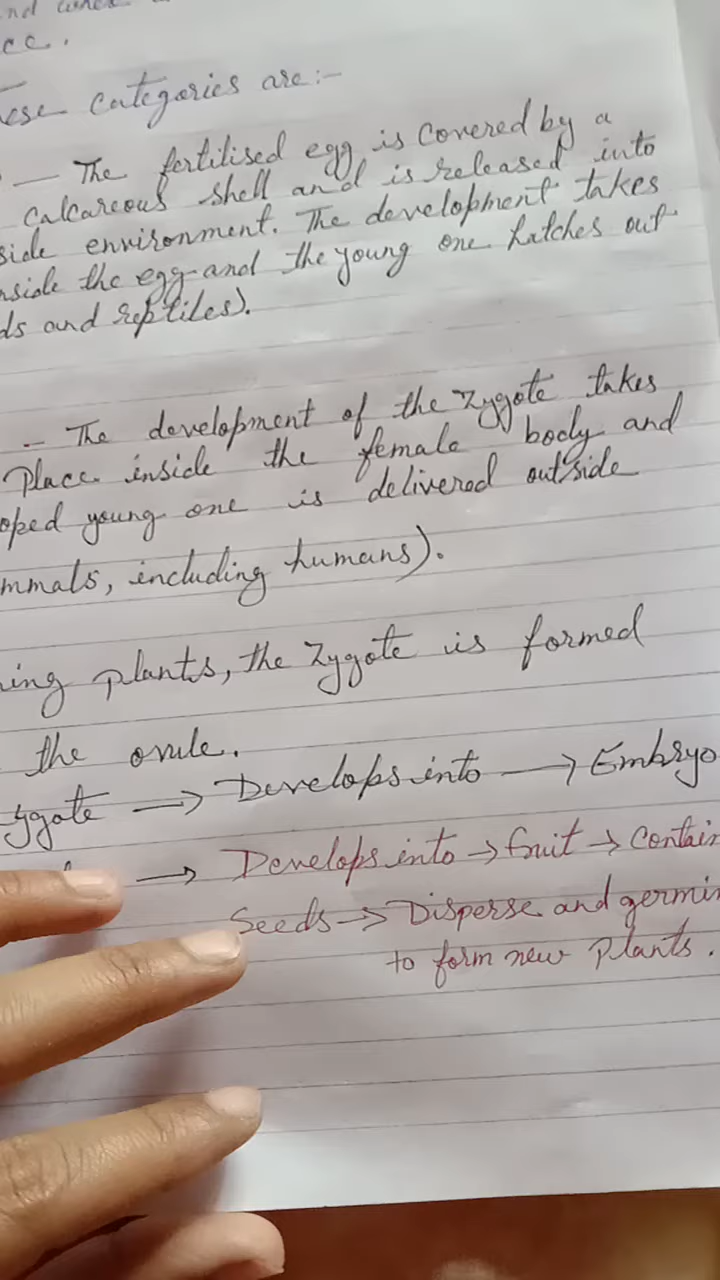 cc.
ese categories are:-
— The fertilised egg is covered by a
calcareous shell and is released into
side environment. The development takes
nside the egg and the young one hatches out
ds and reptiles).
- The development of the zygote takes
place inside the female body and
oped young one is delivered outside
mmals, including humans).
ing plants, the zygote is formed
the ovule.
ygote → Develops into → Embryo
→ Develops into → fruit → Contain
Seeds → Disperse and germin
to form new plants.